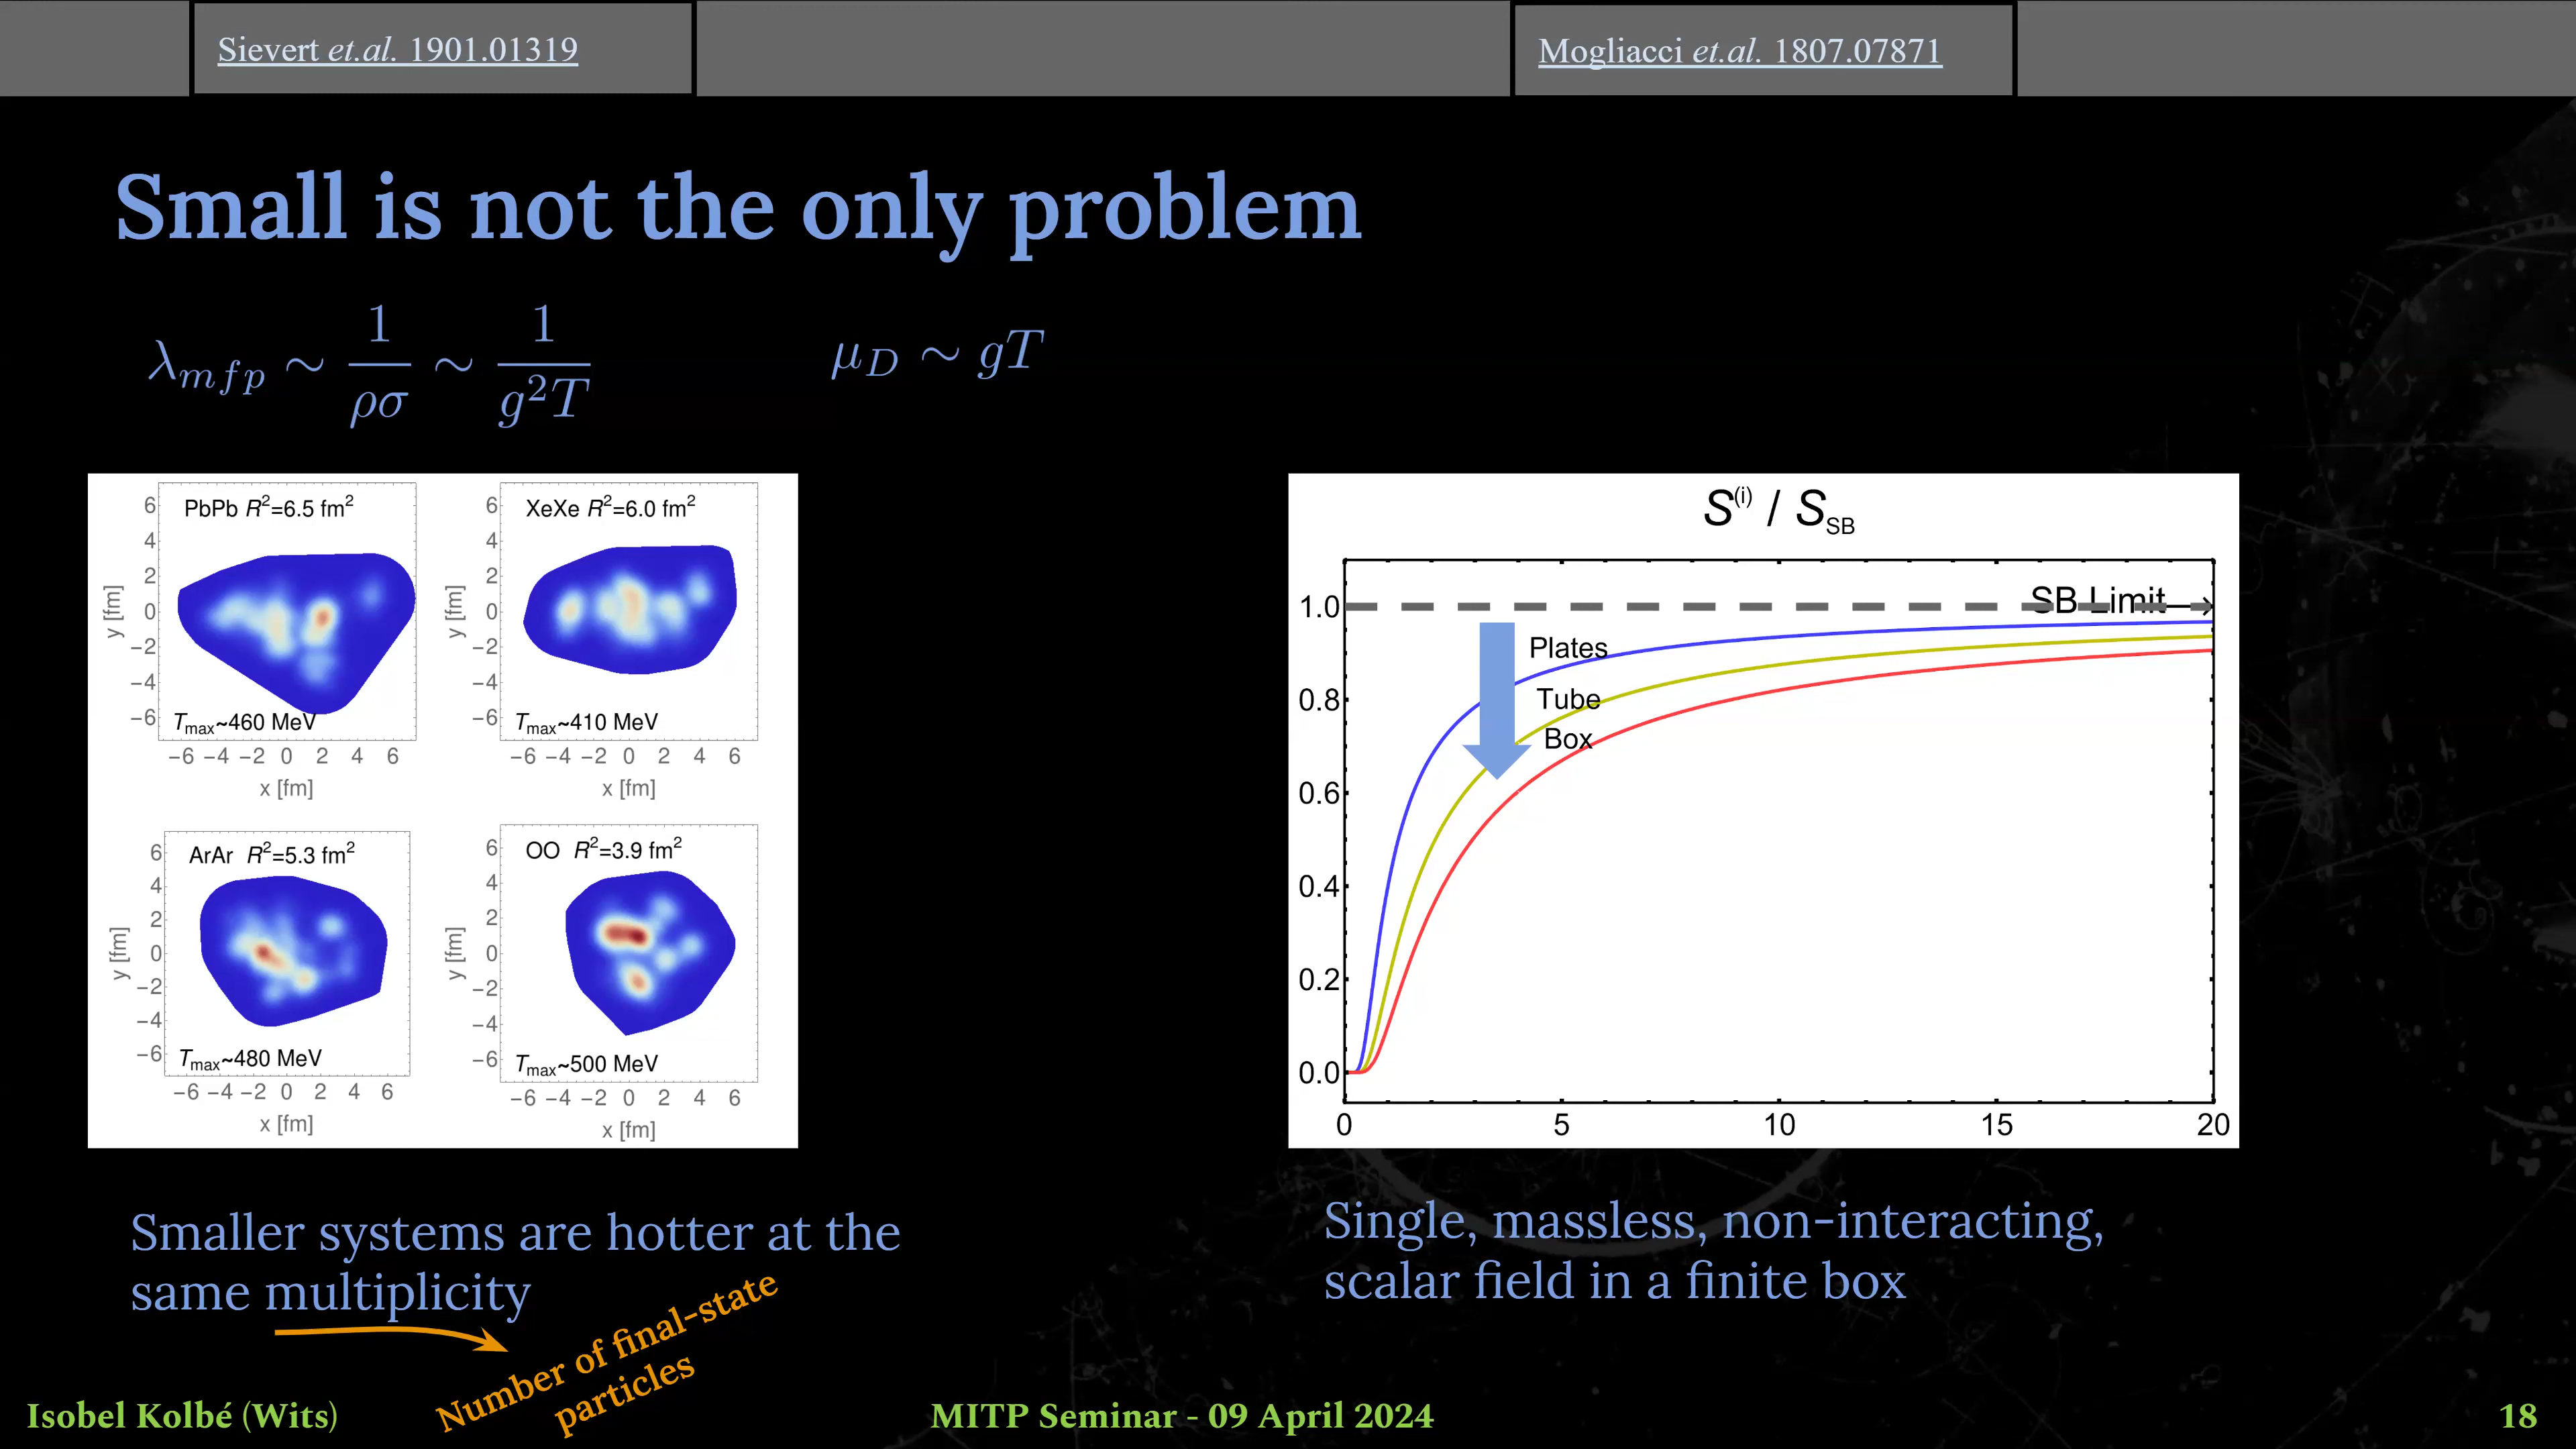 Sievert et.al. 1901.01319
Mogliacci et.al. 1807.07871
Small is not the only problem
λ_mfp ~ 1/ρσ ~ 1/g²T
μ_D ~ gT
PbPb R²=6.5 fm²
6
4
2
0
−2
−4
−6
y [fm]
T_max~460 MeV
−6 −4 −2 0 2 4 6
x [fm]
XeXe R²=6.0 fm²
6
4
2
0
−2
−4
−6
y [fm]
T_max~410 MeV
−6 −4 −2 0 2 4 6
x [fm]
ArAr R²=5.3 fm²
6
4
2
0
−2
−4
−6
y [fm]
T_max~480 MeV
−6 −4 −2 0 2 4 6
x [fm]
OO R²=3.9 fm²
6
4
2
0
−2
−4
−6
y [fm]
T_max~500 MeV
−6 −4 −2 0 2 4 6
x [fm]
S⁽ⁱ⁾ / S_SB
1.0
0.8
0.6
0.4
0.2
0.0
SB Limit
Plates
Tube
Box
0 5 10 15 20
Smaller systems are hotter at the
same multiplicity
Number of final-state
particles
Single, massless, non-interacting,
scalar field in a finite box
Isobel Kolbé (Wits)
MITP Seminar - 09 April 2024
18